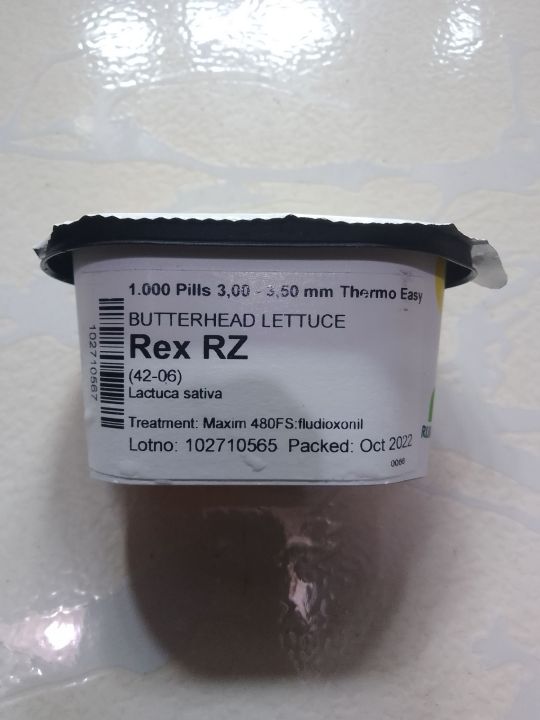 1.000 Pills 3,00 - 3,50 mm Thermo Easy
BUTTERHEAD LETTUCE
Rex RZ
(42-06)
Lactuca sativa
Treatment: Maxim 480FS:fludioxonil
Lotno: 102710565 Packed: Oct 2022
0066